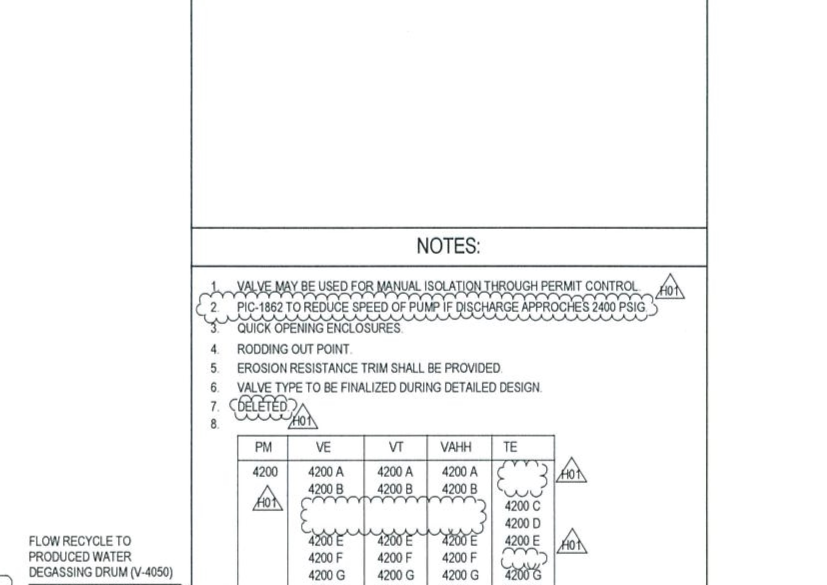 NOTES:
1. VALVE MAY BE USED FOR MANUAL ISOLATION THROUGH PERMIT CONTROL. H01
2. PIC-1862 TO REDUCE SPEED OF PUMP IF DISCHARGE APPROCHES 2400 PSIG.
3. QUICK OPENING ENCLOSURES.
4. RODDING OUT POINT.
5. EROSION RESISTANCE TRIM SHALL BE PROVIDED.
6. VALVE TYPE TO BE FINALIZED DURING DETAILED DESIGN.
7. DELETED. H01
8.
PM VE VT VAHH TE
4200 4200 A 4200 A 4200 A H01
4200 B 4200 B 4200 B
H01
4200 C
4200 D
4200 E 4200 E 4200 E 4200 E H01
4200 F 4200 F 4200 F
4200 G 4200 G 4200 G 4200 G
FLOW RECYCLE TO
PRODUCED WATER
DEGASSING DRUM (V-4050)